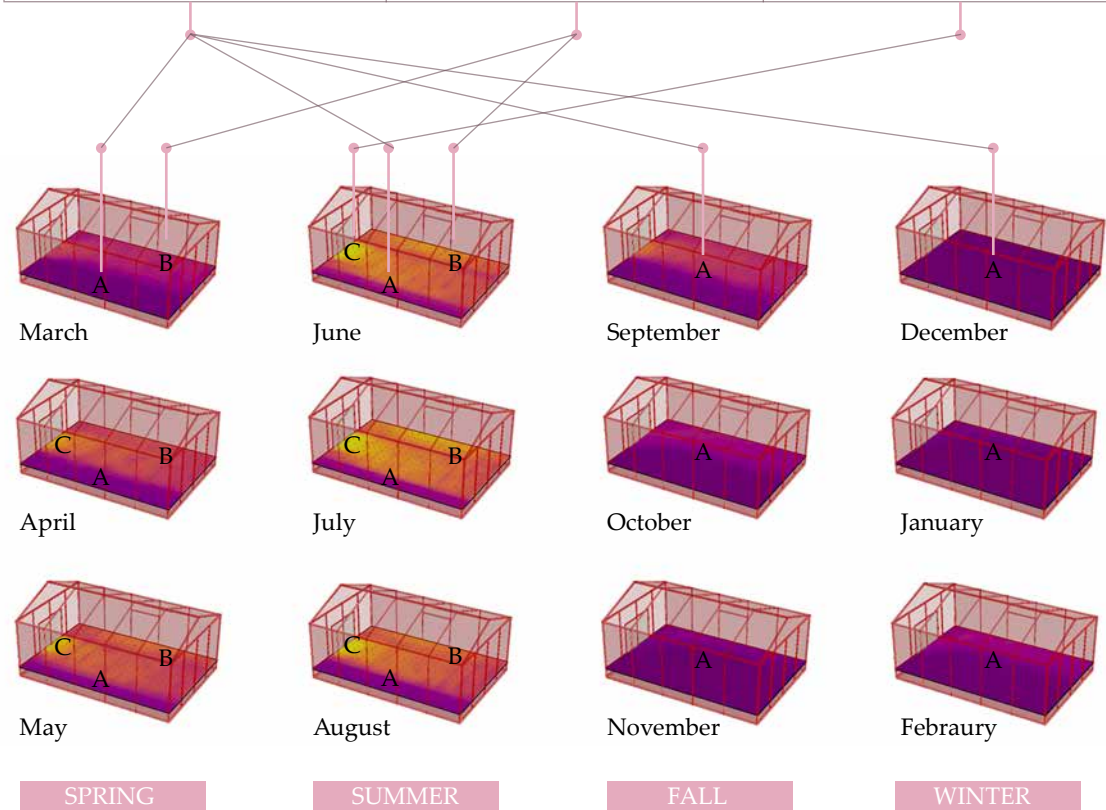 B C B
A A A A
March June September December
C B C B A A
A A
April July October January
C B C B A A
A A
May August November Febraury
SPRING SUMMER FALL WINTER